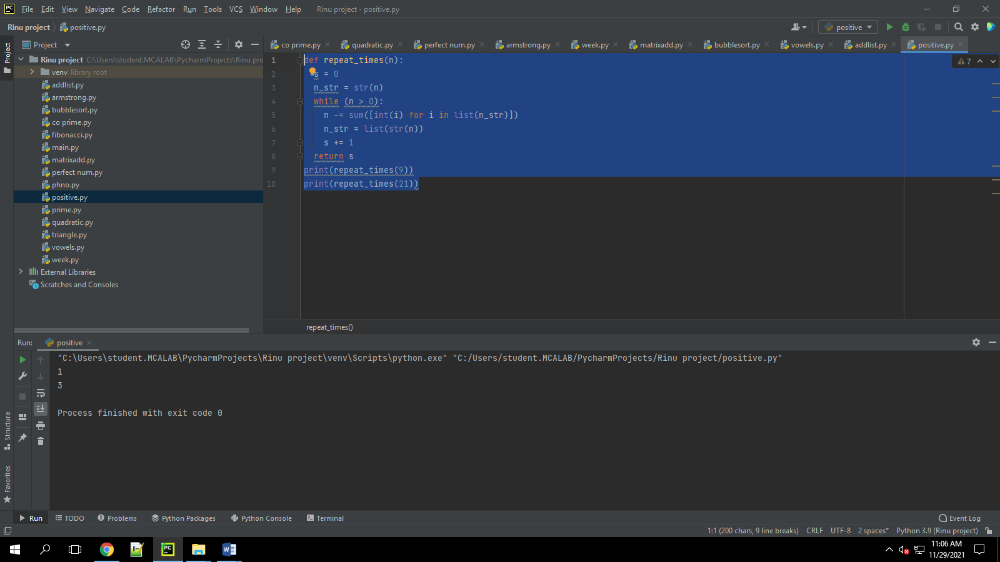 PC File Edit View Navigate Code Refactor Run Tools VCS Window Help Rinu project - positive.py
Rinu project positive.py positive
Project co prime.py quadratic.py perfect num.py armstrong.py week.py matrixadd.py bubblesort.py vowels.py addlist.py positive.py
Project
Rinu project C:\Users\student.MCALAB\PycharmProjects\Rinu pro
venv library root
addlist.py
armstrong.py
bubblesort.py
co prime.py
fibonacci.py
main.py
matrixadd.py
perfect num.py
phno.py
positive.py
prime.py
quadratic.py
triangle.py
vowels.py
week.py
External Libraries
Scratches and Consoles
1 def repeat_times(n):
7
2 s = 0
3 n_str = str(n)
4 while (n > 0):
5 n -= sum([int(i) for i in list(n_str)])
6 n_str = list(str(n))
7 s += 1
8 return s
9 print(repeat_times(9))
10 print(repeat_times(21))
repeat_times()
Run: positive
"C:\Users\student.MCALAB\PycharmProjects\Rinu project\venv\Scripts\python.exe" "C:/Users/student.MCALAB/PycharmProjects/Rinu project/positive.py"
1
3
Process finished with exit code 0
Structure
Favorites
Run TODO Problems Python Packages Python Console Terminal Event Log
1:1 (200 chars, 9 line breaks) CRLF UTF-8 2 spaces* Python 3.9 (Rinu project)
PC W 11:06 AM
11/29/2021